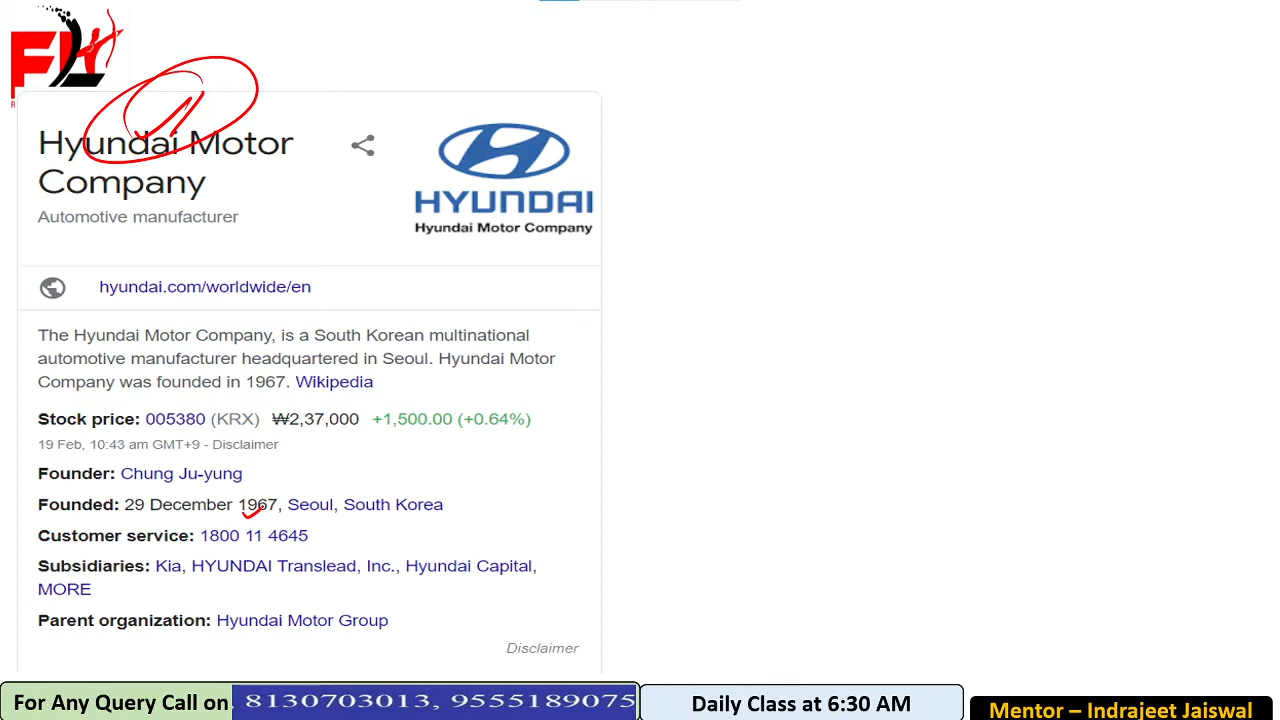 FL
Hyundai Motor
Company
Automotive manufacturer
HYUNDAI
Hyundai Motor Company
hyundai.com/worldwide/en
The Hyundai Motor Company, is a South Korean multinational
automotive manufacturer headquartered in Seoul. Hyundai Motor
Company was founded in 1967. Wikipedia
Stock price: 005380 (KRX) ₩2,37,000 +1,500.00 (+0.64%)
19 Feb, 10:43 am GMT+9 - Disclaimer
Founder: Chung Ju-yung
Founded: 29 December 1967, Seoul, South Korea
Customer service: 1800 11 4645
Subsidiaries: Kia, HYUNDAI Translead, Inc., Hyundai Capital,
MORE
Parent organization: Hyundai Motor Group
Disclaimer
For Any Query Call on 8130703013, 9555189075
Daily Class at 6:30 AM
Mentor – Indrajeet Jaiswal